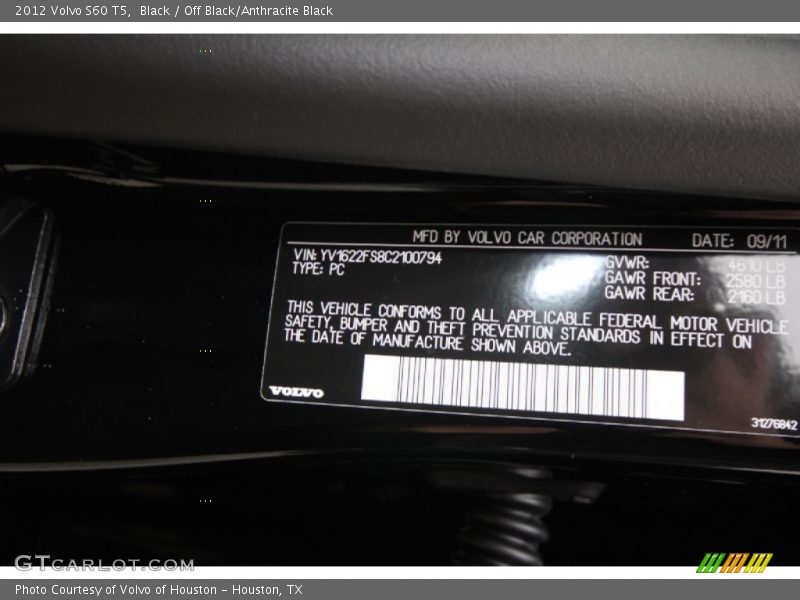 2012 Volvo S60 T5,  Black / Off Black/Anthracite Black
MFD BY VOLVO CAR CORPORATION DATE: 09/11
VIN: YV1622FS8C2100794
TYPE: PC
GVWR: 4610 LB
GAWR FRONT: 2580 LB
GAWR REAR: 2160 LB
THIS VEHICLE CONFORMS TO ALL APPLICABLE FEDERAL MOTOR VEHICLE
SAFETY, BUMPER AND THEFT PREVENTION STANDARDS IN EFFECT ON
THE DATE OF MANUFACTURE SHOWN ABOVE.
VOLVO
31276842
GTCARLOT.COM
Photo Courtesy of Volvo of Houston - Houston, TX